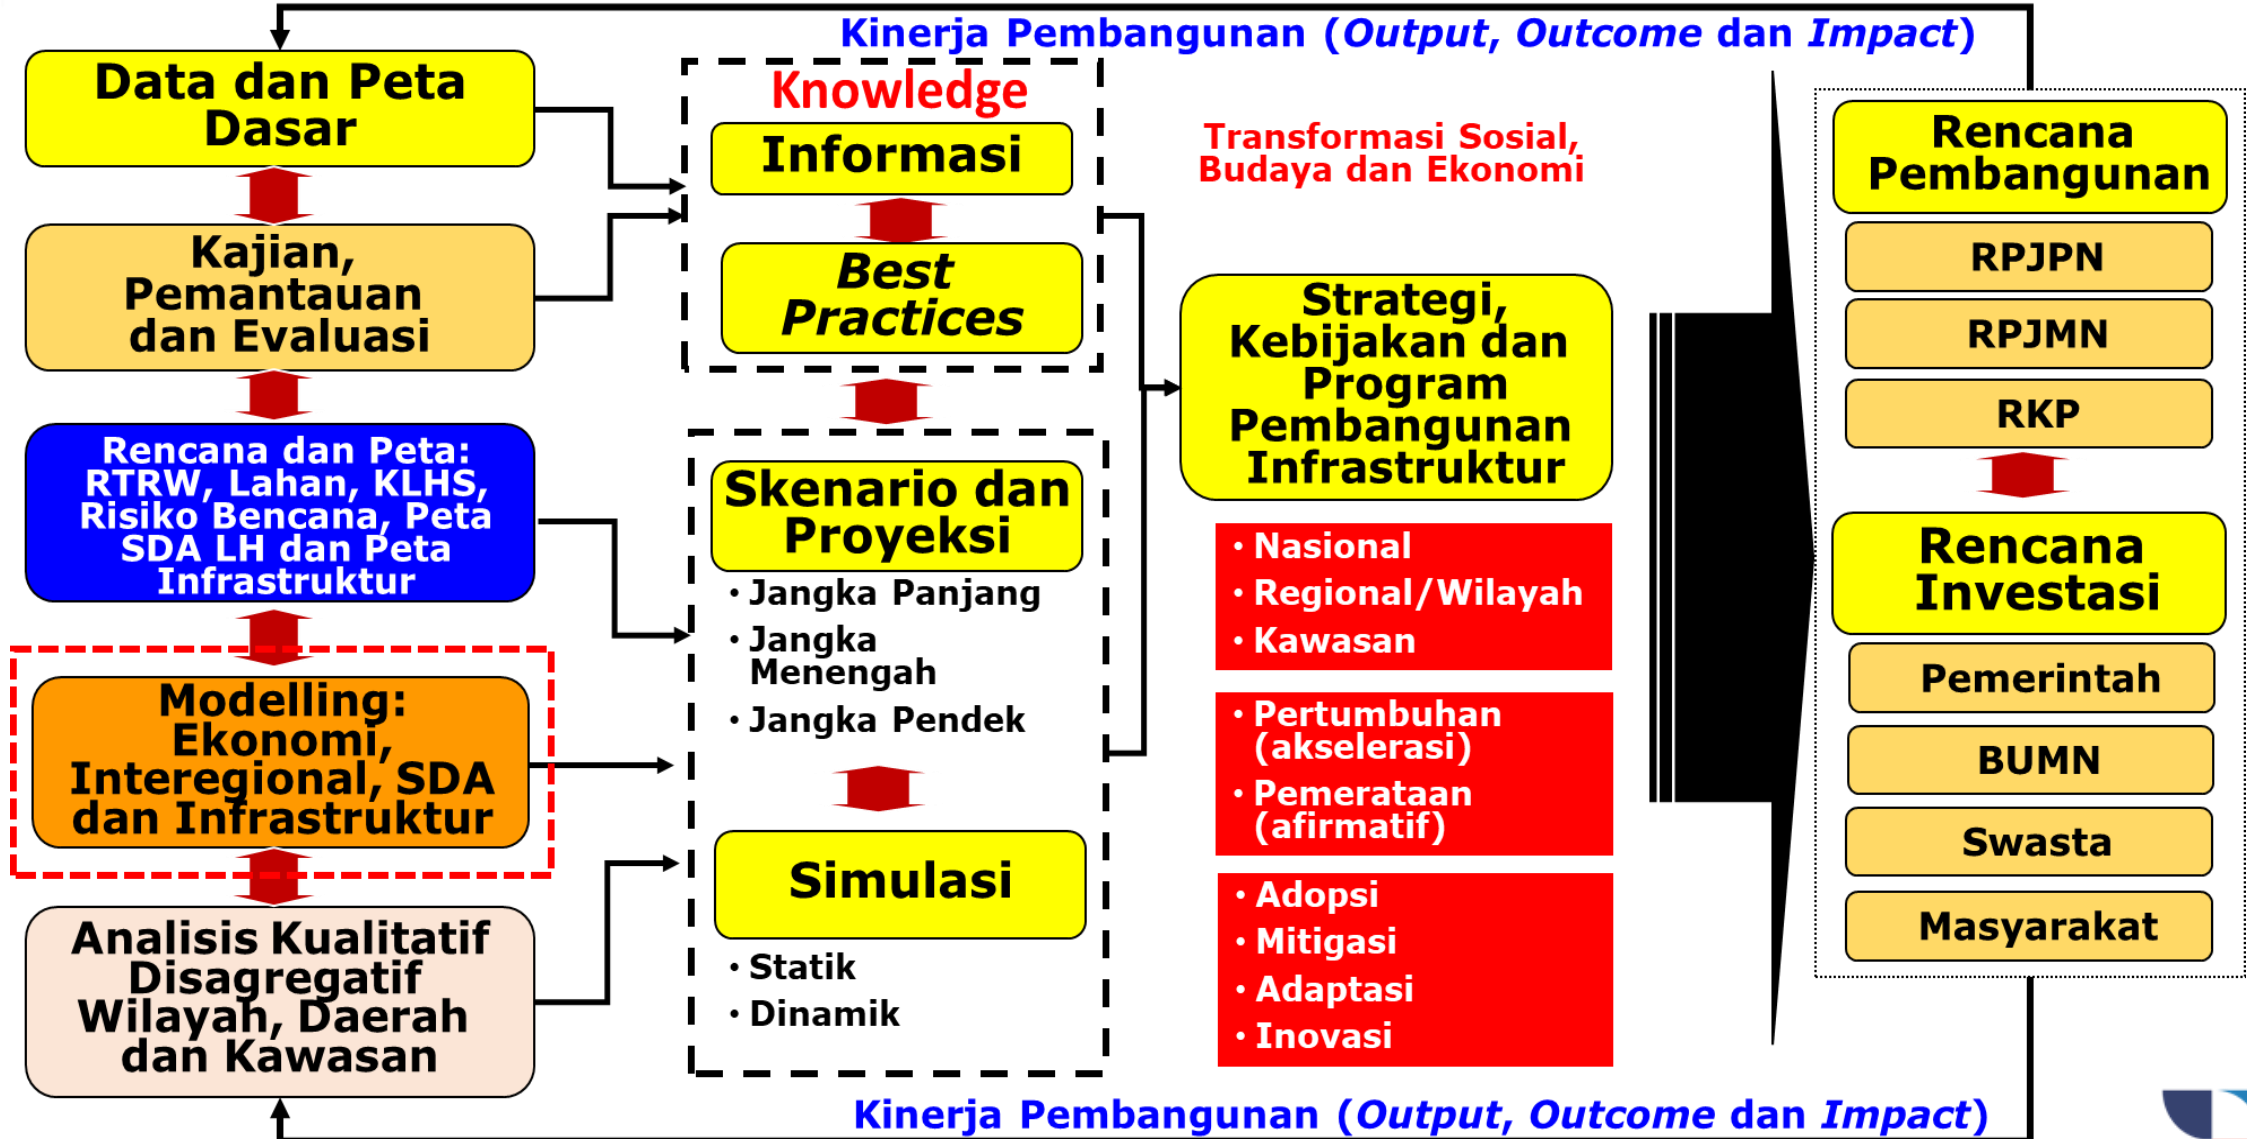 Kinerja Pembangunan (Output, Outcome dan Impact)
Data dan Peta
Dasar
Kajian,
Pemantauan
dan Evaluasi
Rencana dan Peta:
RTRW, Lahan, KLHS,
Risiko Bencana, Peta
SDA LH dan Peta
Infrastruktur
Modelling:
Ekonomi,
Interegional, SDA
dan Infrastruktur
Analisis Kualitatif
Disagregatif
Wilayah, Daerah
dan Kawasan
Knowledge
Informasi
Best
Practices
Skenario dan
Proyeksi
• Jangka Panjang
• Jangka
Menengah
• Jangka Pendek
Simulasi
• Statik
• Dinamik
Transformasi Sosial,
Budaya dan Ekonomi
Strategi,
Kebijakan dan
Program
Pembangunan
Infrastruktur
• Nasional
• Regional/Wilayah
• Kawasan
• Pertumbuhan
(akselerasi)
• Pemerataan
(afirmatif)
• Adopsi
• Mitigasi
• Adaptasi
• Inovasi
Rencana
Pembangunan
RPJPN
RPJMN
RKP
Rencana
Investasi
Pemerintah
BUMN
Swasta
Masyarakat
Kinerja Pembangunan (Output, Outcome dan Impact)